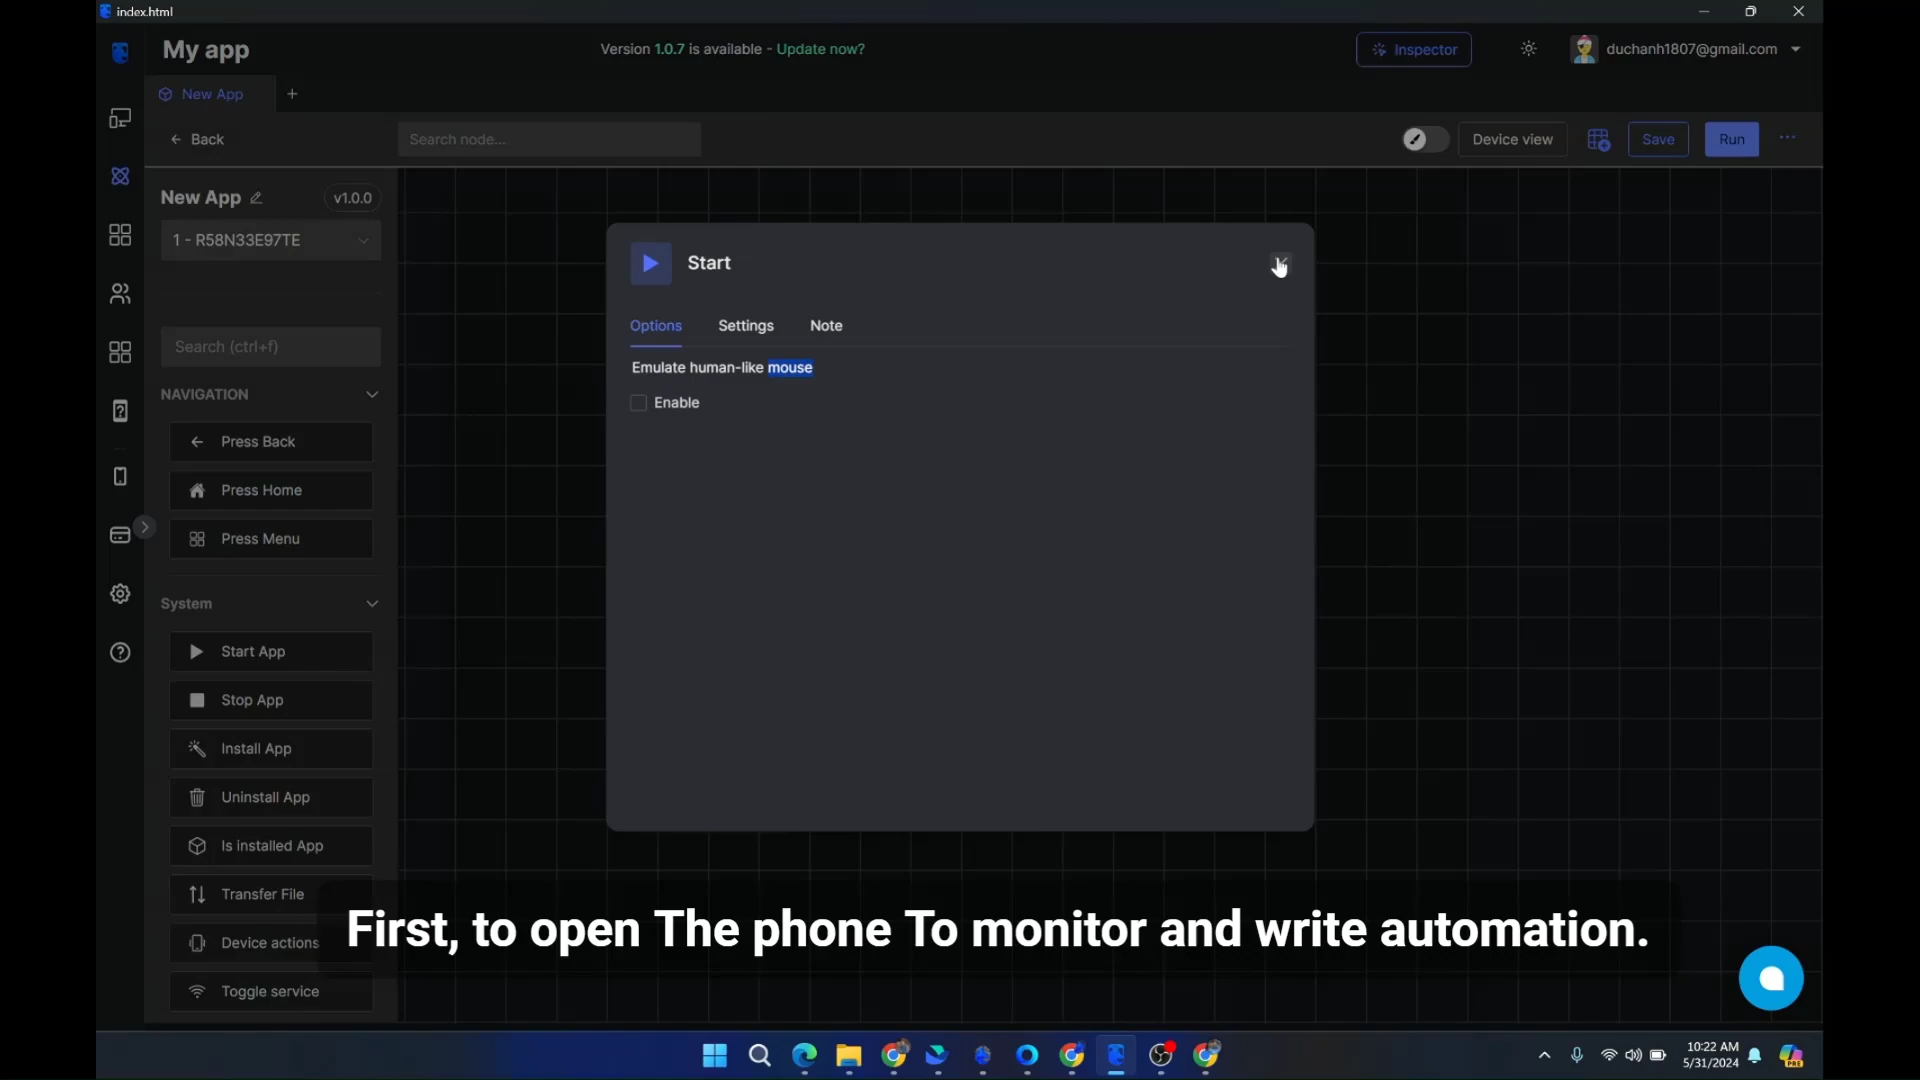 index.html
My app
Version 1.0.7 is available - Update now?
Inspector
duchanh1807@gmail.com
New App
Back
Search node...
Device view
Save
Run
New App
v1.0.0
1 - R58N33E97TE
Search (ctrl+f)
NAVIGATION
Press Back
Press Home
Press Menu
System
Start App
Stop App
Install App
Uninstall App
Is installed App
Transfer File
Device actions
Toggle service
Start
Options
Settings
Note
Emulate human-like mouse
Enable
First, to open The phone To monitor and write automation.
10:22 AM
5/31/2024
PRE